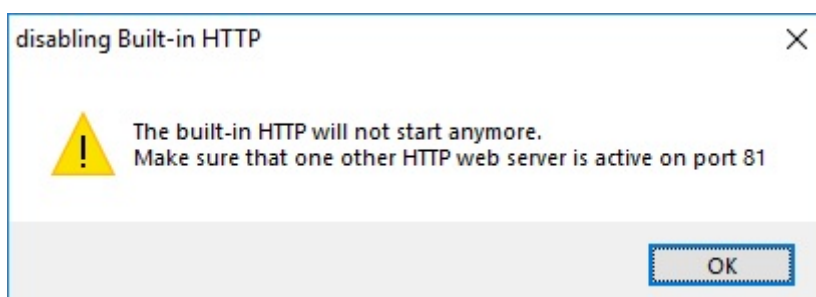 disabling Built-in HTTP
The built-in HTTP will not start anymore.
Make sure that one other HTTP web server is active on port 81
OK